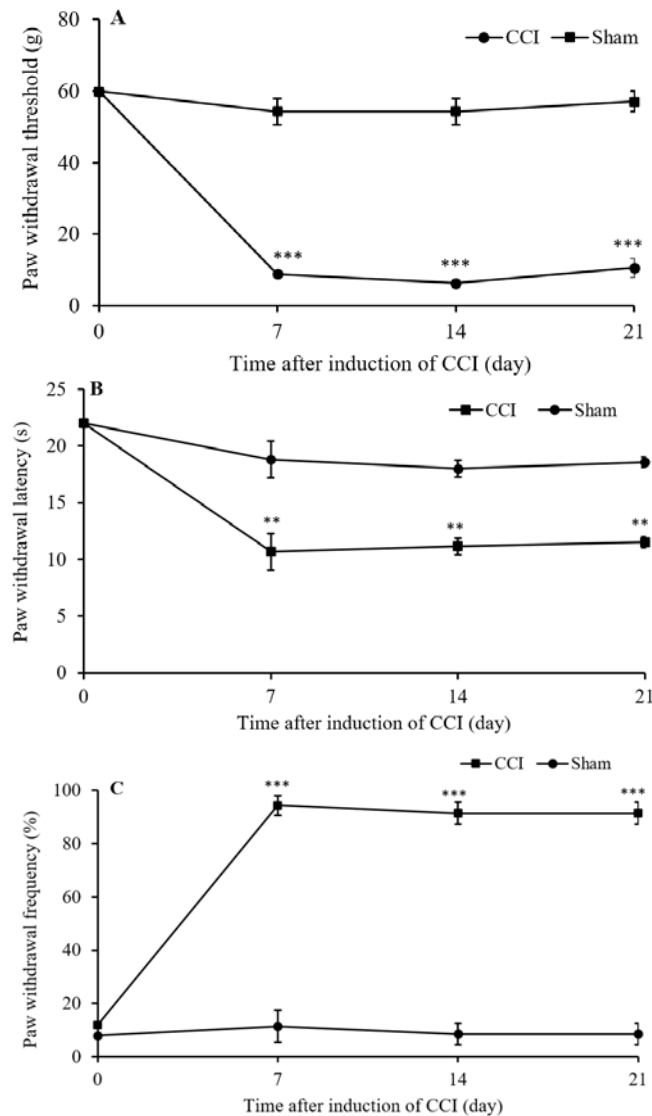 A
CCI Sham
Paw withdrawal threshold (g)
80
60
40
20
0
***
***
***
0 7 14 21
Time after induction of CCI (day)
B
CCI Sham
Paw withdrawal latency (s)
25
20
15
10
5
0
**
**
**
0 7 14 21
Time after induction of CCI (day)
C
CCI Sham
Paw withdrawal frequency (%)
100
80
60
40
20
0
***
***
***
0 7 14 21
Time after induction of CCI (day)